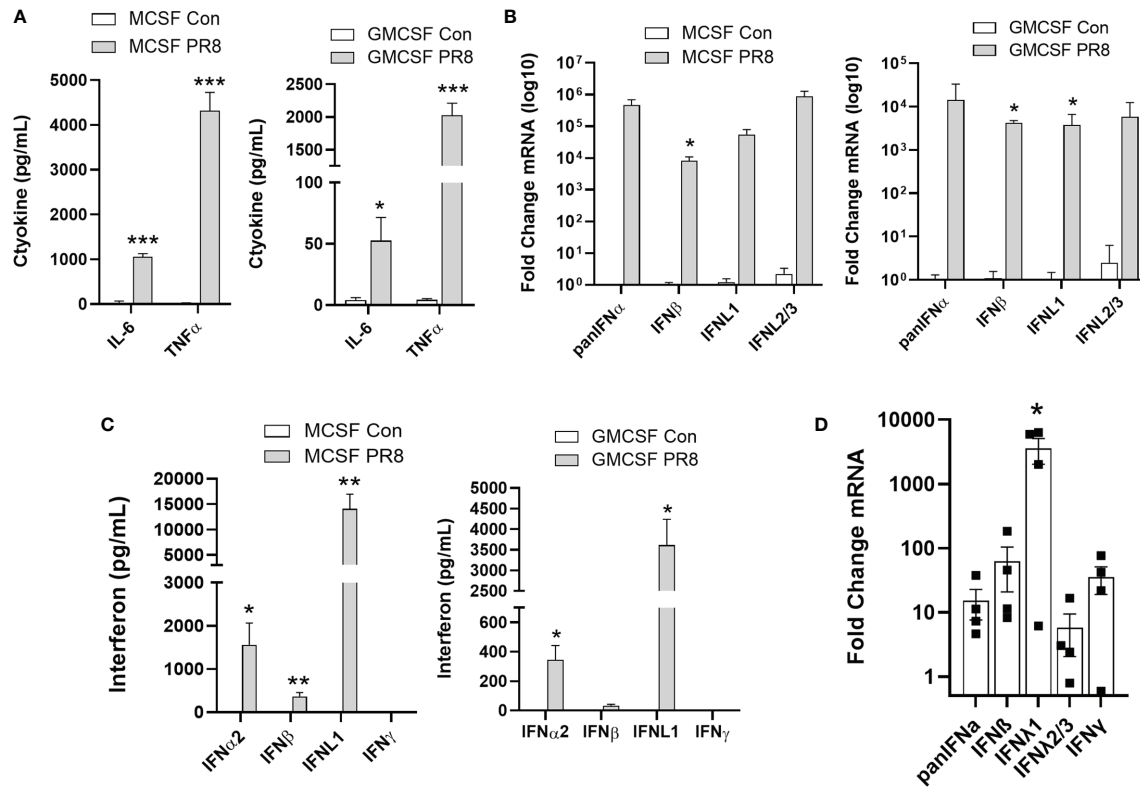 A
MCSF Con
MCSF PR8
Ctyokine (pg/mL)
5000
4000
3000
2000
1000
0
***
***
IL-6
TNFα
GMCSF Con
GMCSF PR8
Ctyokine (pg/mL)
2500
2000
1500
100
50
0
*
***
IL-6
TNFα
B
MCSF Con
MCSF PR8
Fold Change mRNA (log10)
10⁷
10⁶
10⁵
10⁴
10³
10²
10¹
10⁰
*
panIFNα
IFNβ
IFNL1
IFNL2/3
GMCSF Con
GMCSF PR8
Fold Change mRNA (log10)
10⁵
10⁴
10³
10²
10¹
10⁰
*
*
panIFNα
IFNβ
IFNL1
IFNL2/3
C
MCSF Con
MCSF PR8
Interferon (pg/mL)
20000
15000
10000
5000
3000
2000
1000
0
*
**
**
IFNα2
IFNβ
IFNL1
IFNγ
GMCSF Con
GMCSF PR8
Interferon (pg/mL)
5000
4500
4000
3500
3000
2500
600
400
200
0
*
*
IFNα2
IFNβ
IFNL1
IFNγ
D
Fold Change mRNA
10000
1000
100
10
1
*
panIFNa
IFNß
IFNλ1
IFNλ2/3
IFNγ